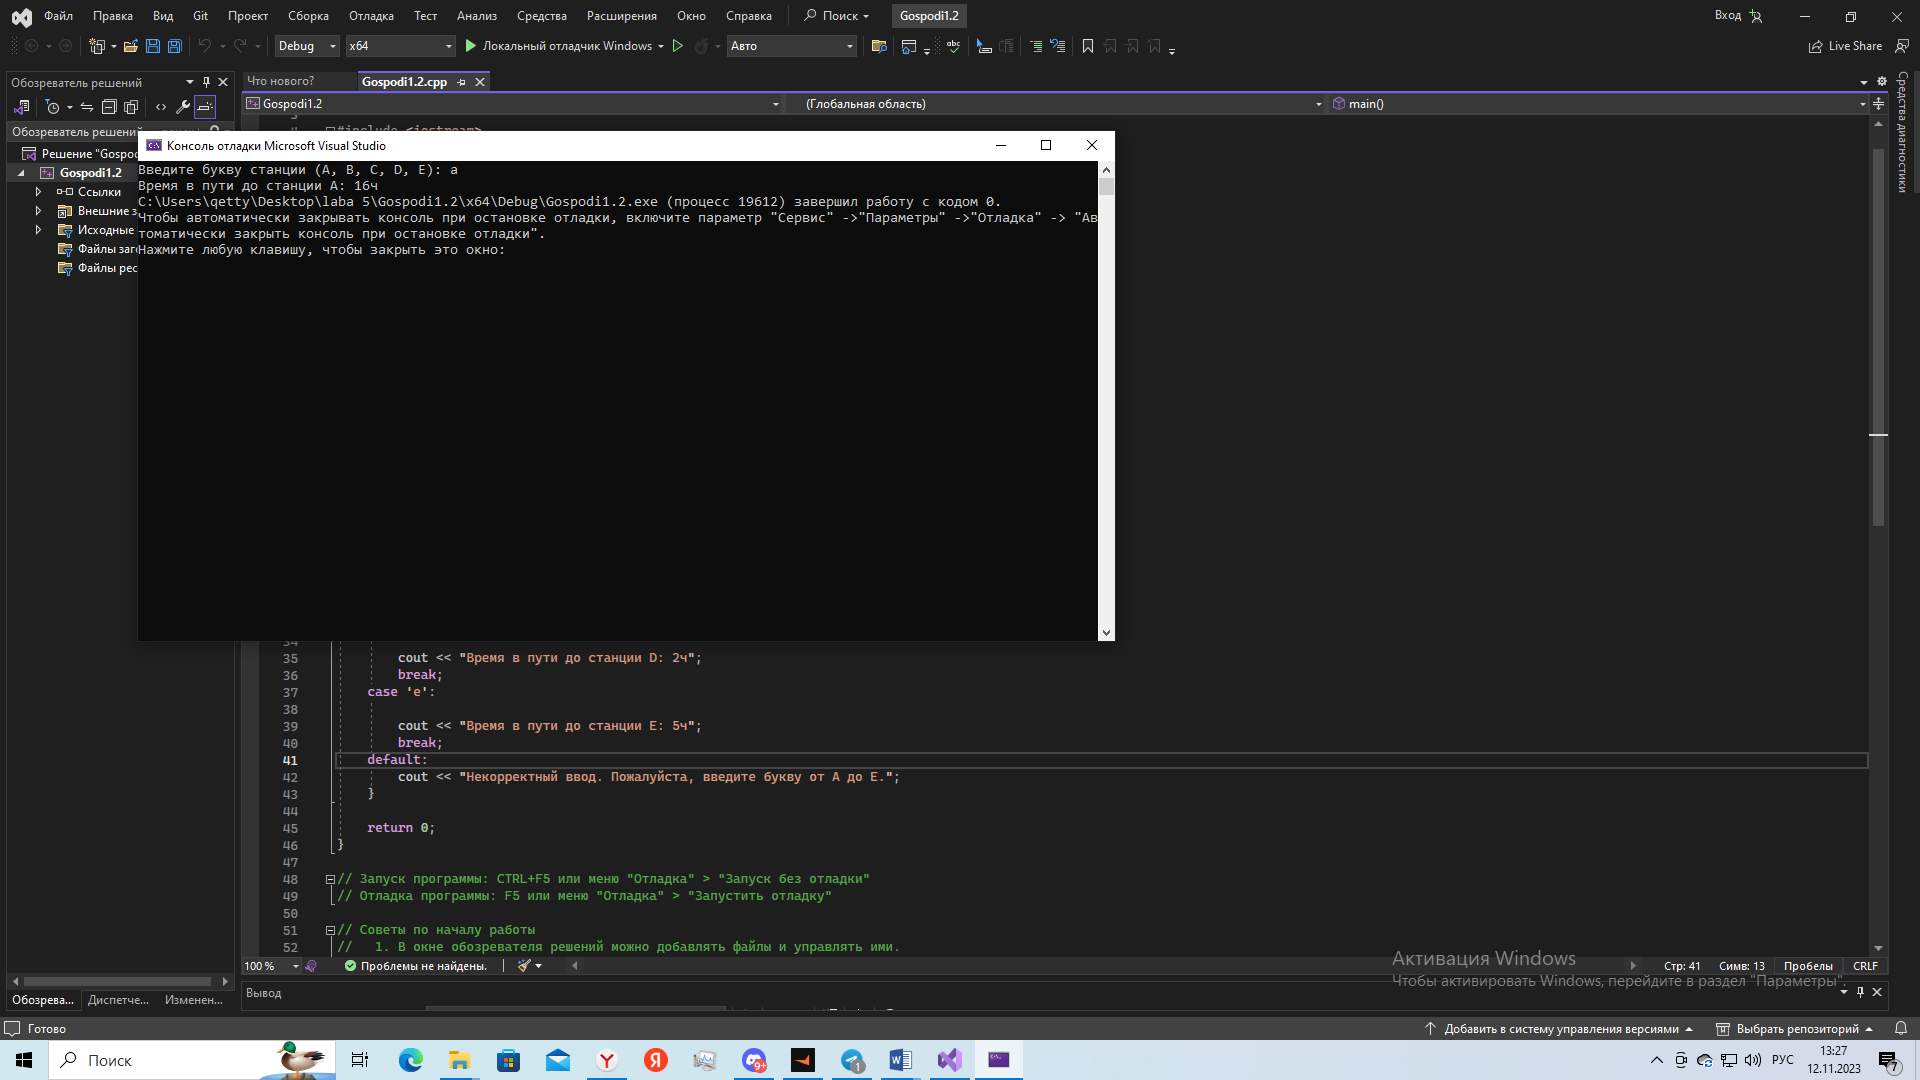 Файл Правка Вид Git Проект Сборка Отладка Тест Анализ Средства Расширения Окно Справка Поиск Gospodi1.2 Вход
Debug x64 Локальный отладчик Windows Авто Live Share
Обозреватель решений
Что нового? Gospodi1.2.cpp
Gospodi1.2 (Глобальная область) main()
Средства диагностики
Обозреватель решений
#include <iostream>
Решение "Gospo
Gospodi1.2
Ссылки
Внешние з
Исходные
Файлы заго
Файлы рес
Консоль отладки Microsoft Visual Studio
Введите букву станции (A, B, C, D, E): a
Время в пути до станции A: 16ч
C:\Users\qetty\Desktop\laba 5\Gospodi1.2\x64\Debug\Gospodi1.2.exe (процесс 19612) завершил работу с кодом 0.
Чтобы автоматически закрывать консоль при остановке отладки, включите параметр "Сервис" ->"Параметры" ->"Отладка" -> "Ав
томатически закрыть консоль при остановке отладки".
Нажмите любую клавишу, чтобы закрыть это окно:
34
35 cout << "Время в пути до станции D: 2ч";
36 break;
37 case 'e':
38
39 cout << "Время в пути до станции E: 5ч";
40 break;
41 default:
42 cout << "Некорректный ввод. Пожалуйста, введите букву от A до E.";
43 }
44
45 return 0;
46 }
47
48 // Запуск программы: CTRL+F5 или меню "Отладка" > "Запуск без отладки"
49 // Отладка программы: F5 или меню "Отладка" > "Запустить отладку"
50
51 // Советы по началу работы
52 // 1. В окне обозревателя решений можно добавлять файлы и управлять ими.
100 % Проблемы не найдены. Стр: 41 Симв: 13 Пробелы CRLF
Активация Windows
Чтобы активировать Windows, перейдите в раздел "Параметры".
Обозрева... Диспетче... Изменен...
Вывод
Готово Добавить в систему управления версиями Выбрать репозиторий
Поиск 9+ 1 РУС 13:27
12.11.2023 7